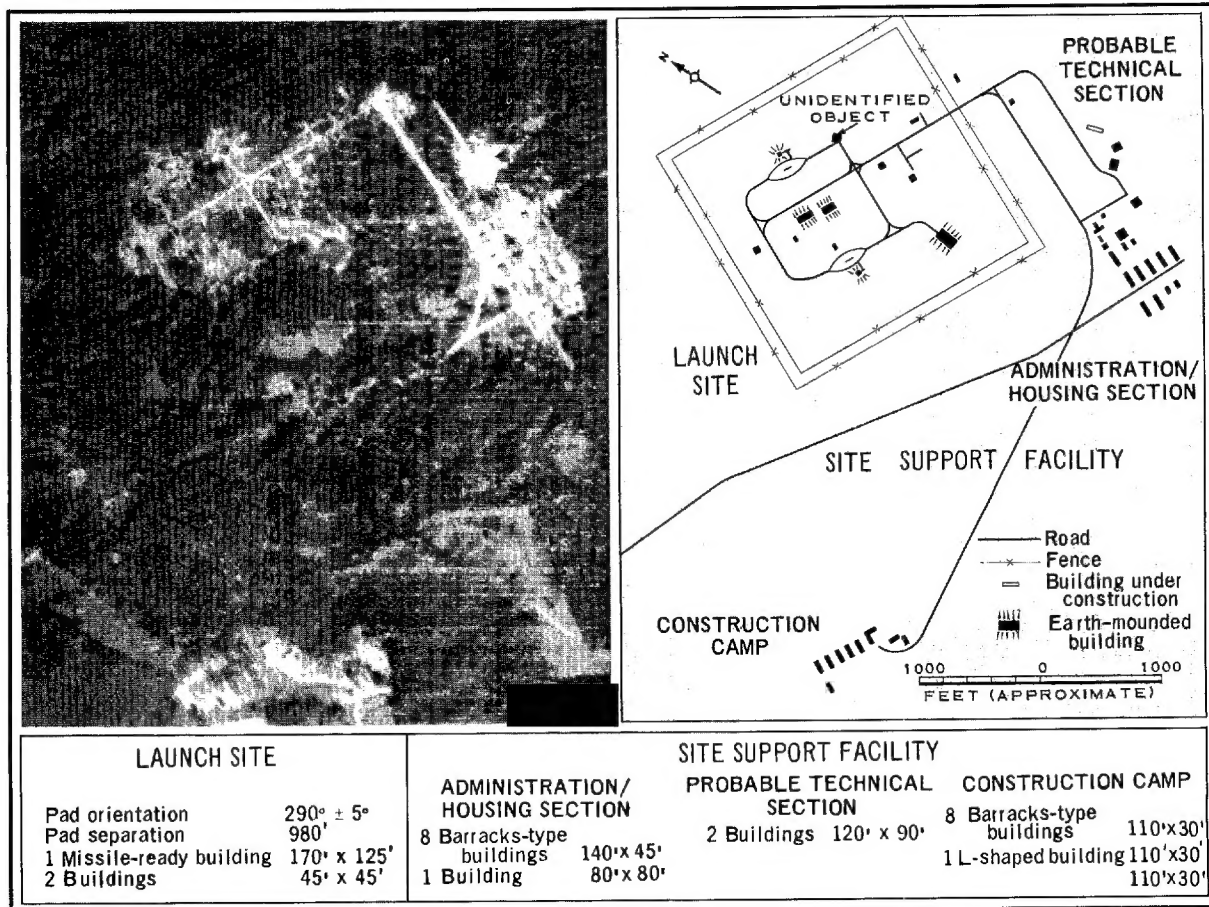 N
PROBABLE
TECHNICAL
SECTION
UNIDENTIFIED
OBJECT
LAUNCH
SITE
ADMINISTRATION/
HOUSING SECTION
SITE SUPPORT FACILITY
Road
Fence
Building under
construction
Earth-mounded
building
CONSTRUCTION
CAMP
1000 0 1000
FEET (APPROXIMATE)
LAUNCH SITE
Pad orientation 290° ± 5°
Pad separation 980'
1 Missile-ready building 170' x 125'
2 Buildings 45' x 45'
SITE SUPPORT FACILITY
ADMINISTRATION/
HOUSING SECTION
8 Barracks-type
buildings 140'x 45'
1 Building 80'x 80'
PROBABLE TECHNICAL
SECTION
2 Buildings 120' x 90'
CONSTRUCTION CAMP
8 Barracks-type
buildings 110'x30'
1 L-shaped building 110'x30'
110'x30'